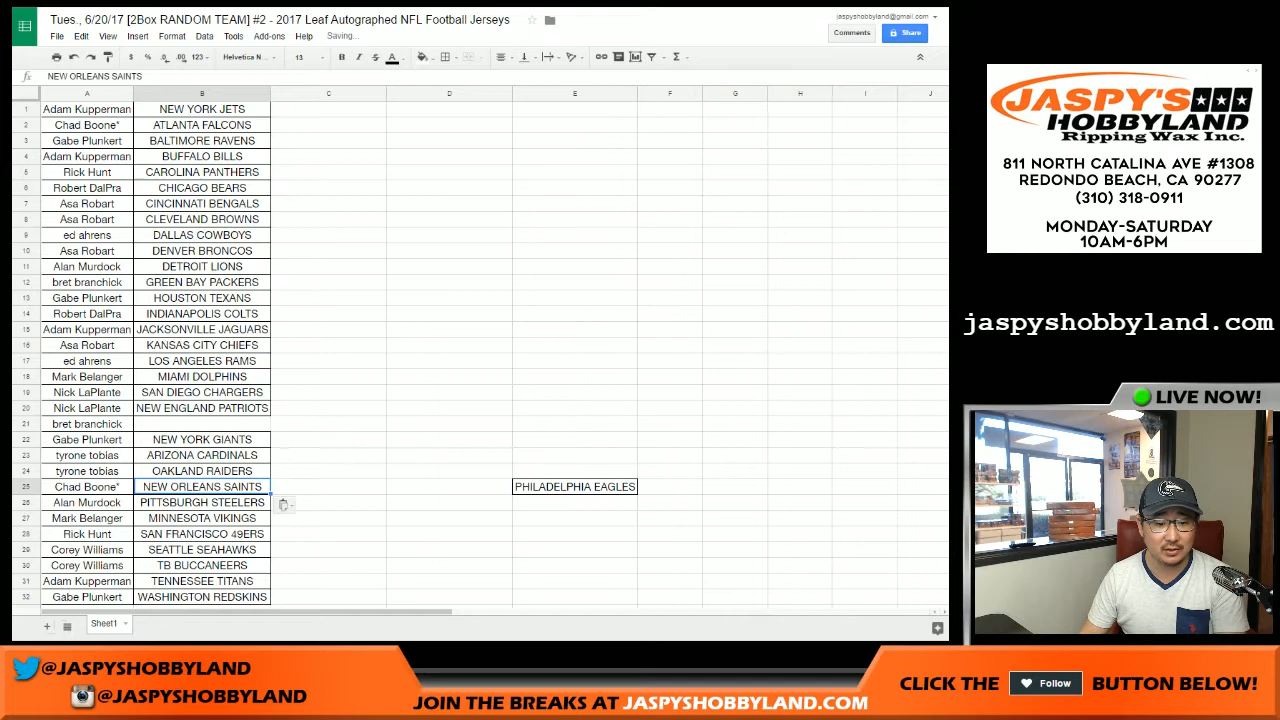 Tues., 6/20/17 [2Box RANDOM TEAM] #2 - 2017 Leaf Autographed NFL Football Jerseys
jaspyshobbyland@gmail.com
File Edit View Insert Format Data Tools Add-ons Help Saving...
Comments Share
$ % .0 .00 123 Helvetica N... 13 B I S A
fx NEW ORLEANS SAINTS
A B C D E F G H I J
1 Adam Kupperman NEW YORK JETS
2 Chad Boone* ATLANTA FALCONS
3 Gabe Plunkert BALTIMORE RAVENS
4 Adam Kupperman BUFFALO BILLS
5 Rick Hunt CAROLINA PANTHERS
6 Robert DalPra CHICAGO BEARS
7 Asa Robart CINCINNATI BENGALS
8 Asa Robart CLEVELAND BROWNS
9 ed ahrens DALLAS COWBOYS
10 Asa Robart DENVER BRONCOS
11 Alan Murdock DETROIT LIONS
12 bret branchick GREEN BAY PACKERS
13 Gabe Plunkert HOUSTON TEXANS
14 Robert DalPra INDIANAPOLIS COLTS
15 Adam Kupperman JACKSONVILLE JAGUARS
16 Asa Robart KANSAS CITY CHIEFS
17 ed ahrens LOS ANGELES RAMS
18 Mark Belanger MIAMI DOLPHINS
19 Nick LaPlante SAN DIEGO CHARGERS
20 Nick LaPlante NEW ENGLAND PATRIOTS
21 bret branchick
22 Gabe Plunkert NEW YORK GIANTS
23 tyrone tobias ARIZONA CARDINALS
24 tyrone tobias OAKLAND RAIDERS
25 Chad Boone* NEW ORLEANS SAINTS PHILADELPHIA EAGLES
26 Alan Murdock PITTSBURGH STEELERS
27 Mark Belanger MINNESOTA VIKINGS
28 Rick Hunt SAN FRANCISCO 49ERS
29 Corey Williams SEATTLE SEAHAWKS
30 Corey Williams TB BUCCANEERS
31 Adam Kupperman TENNESSEE TITANS
32 Gabe Plunkert WASHINGTON REDSKINS
Sheet1
JASPY'S
HOBBYLAND
Ripping Wax Inc.
811 NORTH CATALINA AVE #1308
REDONDO BEACH, CA 90277
(310) 318-0911
MONDAY-SATURDAY
10AM-6PM
jaspyshobbyland.com
LIVE NOW!
@JASPYSHOBBYLAND
@JASPYSHOBBYLAND
JOIN THE BREAKS AT JASPYSHOBBYLAND.COM
CLICK THE Follow BUTTON BELOW!